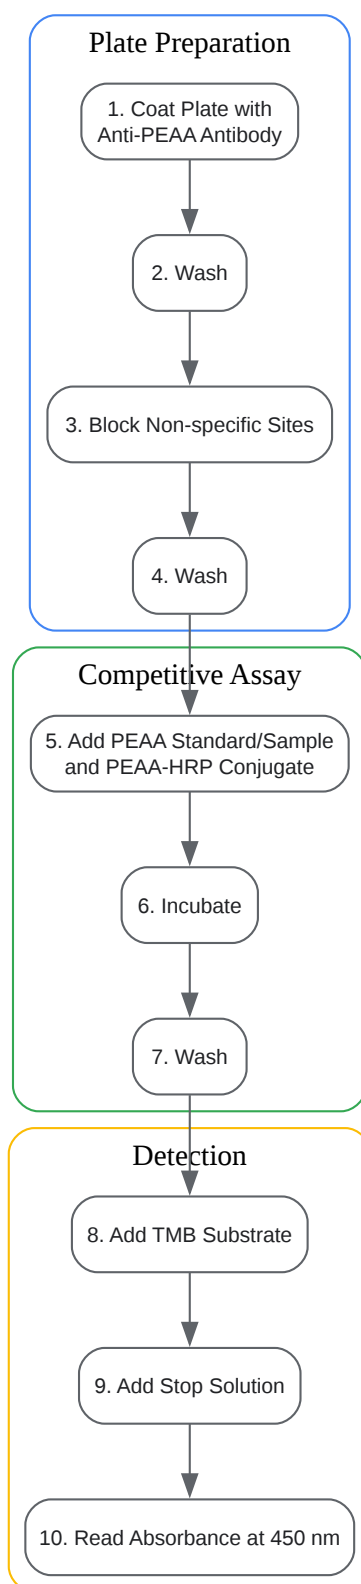 Plate Preparation
1. Coat Plate with
Anti-PEAA Antibody
2. Wash
3. Block Non-specific Sites
4. Wash
Competitive Assay
5. Add PEAA Standard/Sample
and PEAA-HRP Conjugate
6. Incubate
7. Wash
Detection
8. Add TMB Substrate
9. Add Stop Solution
10. Read Absorbance at 450 nm